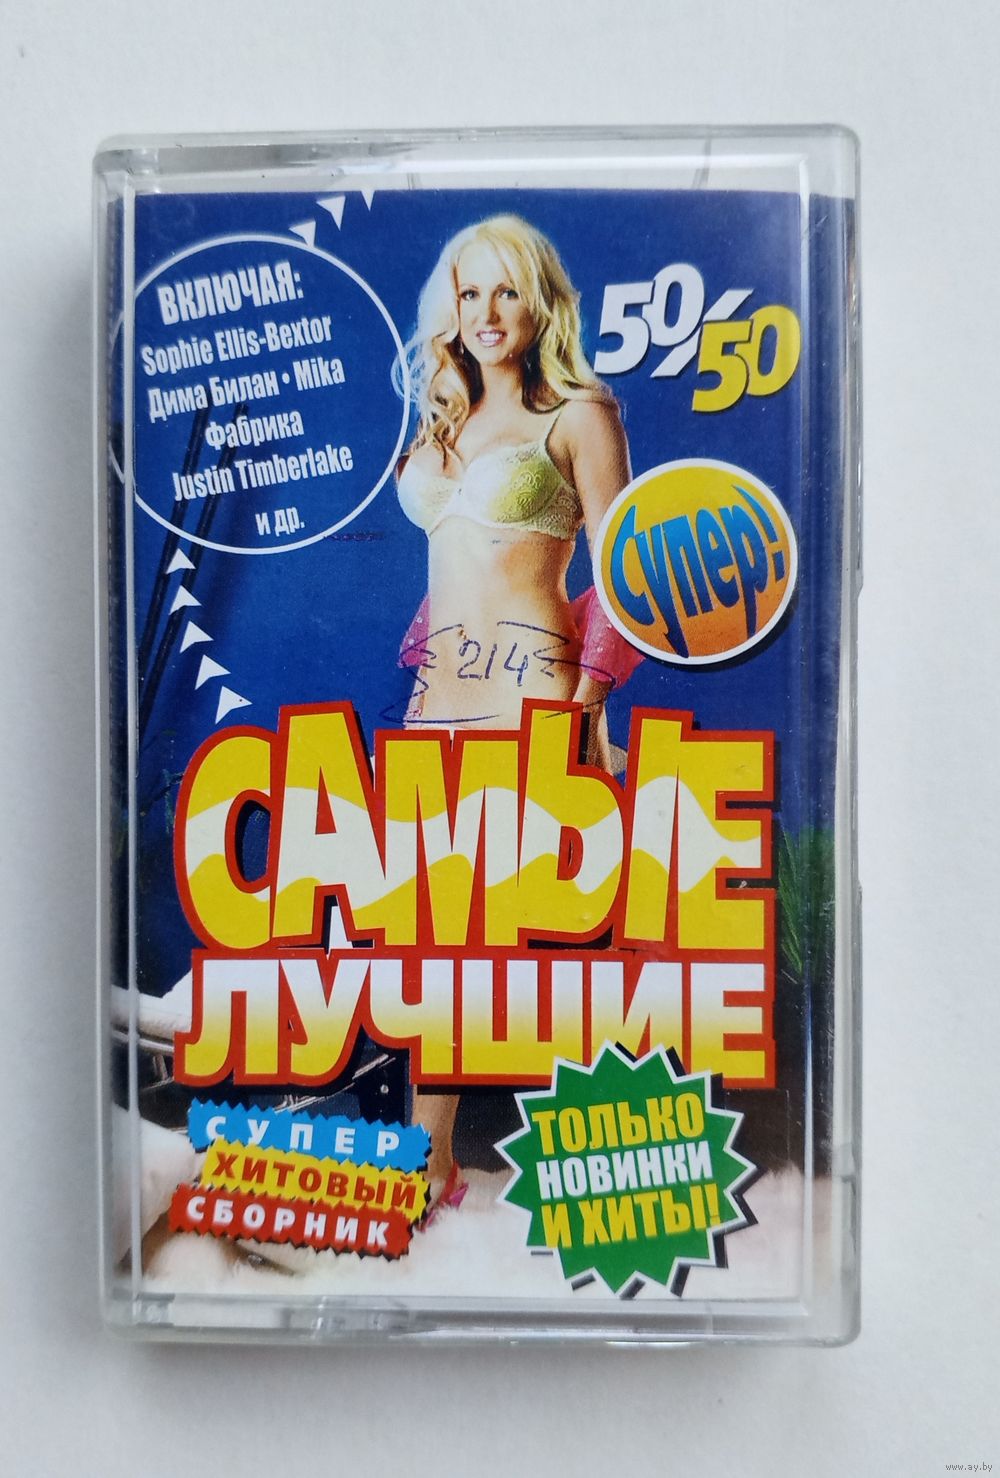 ВКЛЮЧАЯ:
Sophie Ellis-Bextor
Дима Билан • Mika
Фабрика
Justin Timberlake
и др.
50/50
Супер!
214
САМЫЕ
ЛУЧШИЕ
СУПЕР
ХИТОВЫЙ
СБОРНИК
ТОЛЬКО
НОВИНКИ
И ХИТЫ!
www.ay.by